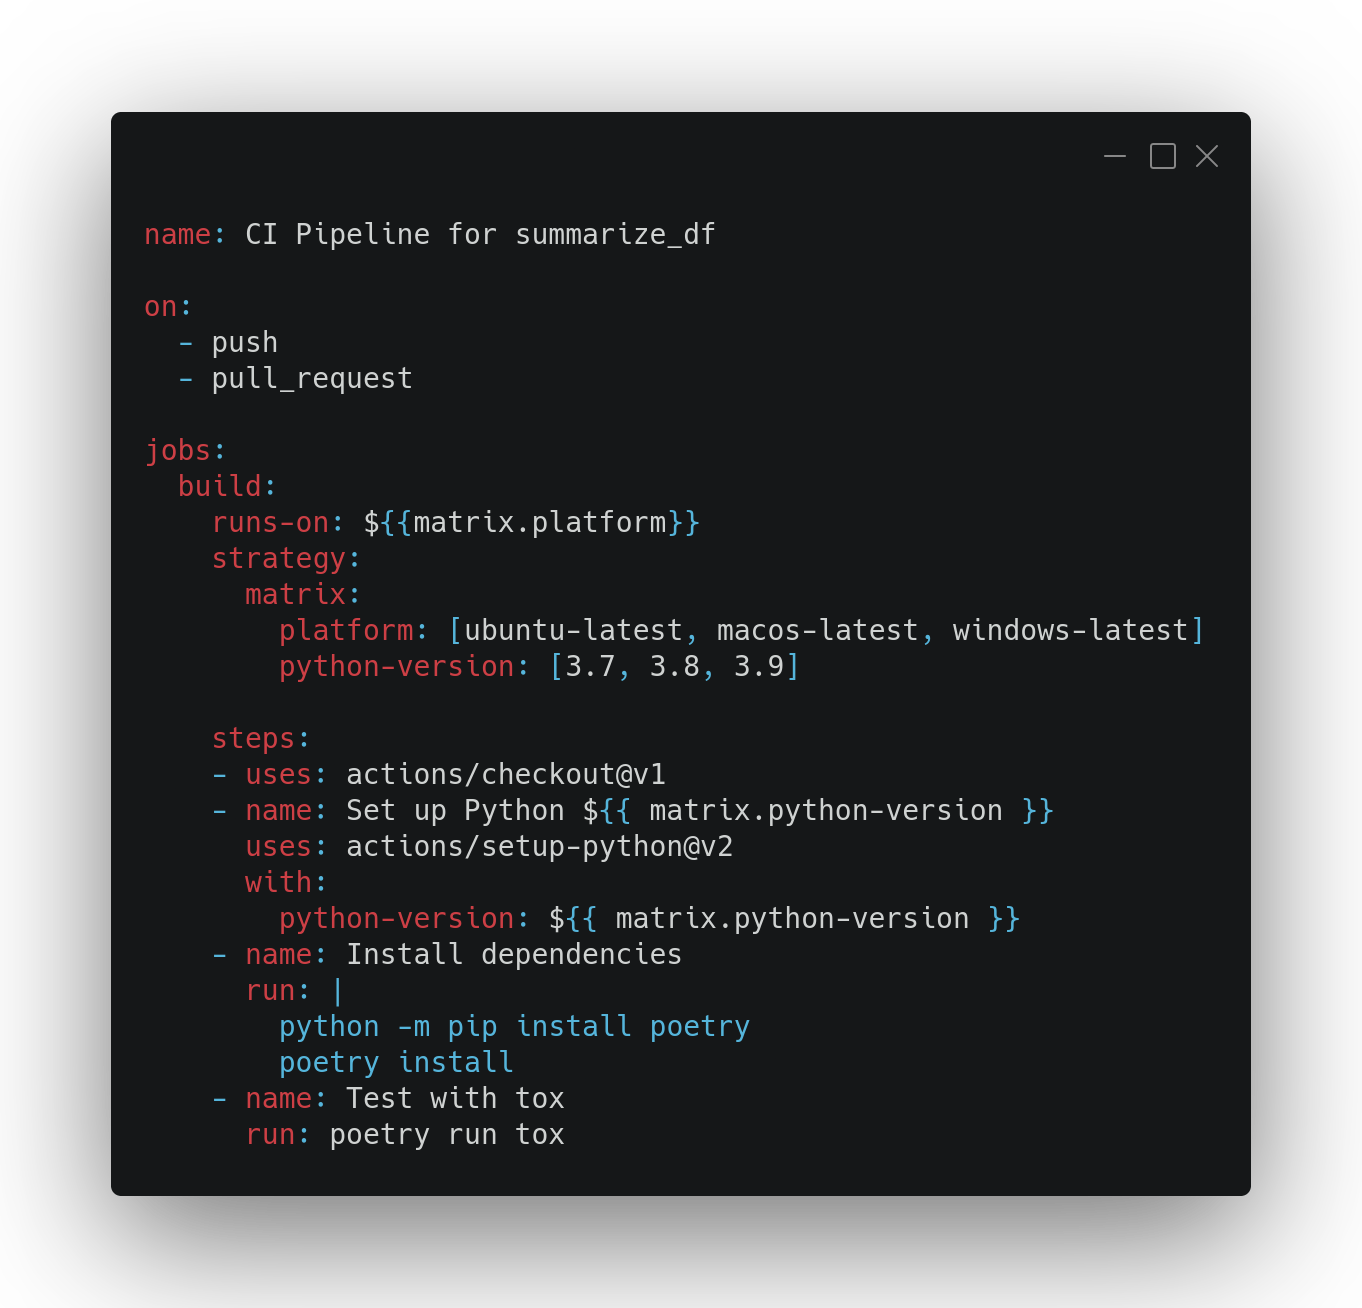 name: CI Pipeline for summarize_df
on:
  - push
  - pull_request
jobs:
  build:
    runs-on: ${{matrix.platform}}
    strategy:
      matrix:
        platform: [ubuntu-latest, macos-latest, windows-latest]
        python-version: [3.7, 3.8, 3.9]
    steps:
    - uses: actions/checkout@v1
    - name: Set up Python ${{ matrix.python-version }}
      uses: actions/setup-python@v2
      with:
        python-version: ${{ matrix.python-version }}
    - name: Install dependencies
      run: |
        python -m pip install poetry
        poetry install
    - name: Test with tox
      run: poetry run tox